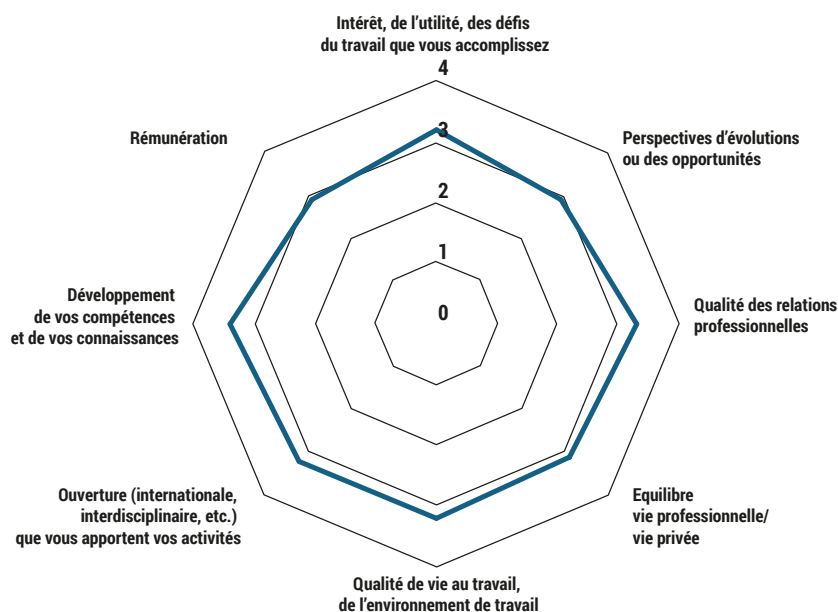 Intérêt, de l’utilité, des défis
du travail que vous accomplissez
4
3
2
1
0
Perspectives d’évolutions
ou des opportunités
Qualité des relations
professionnelles
Equilibre
vie professionnelle/
vie privée
Qualité de vie au travail,
de l’environnement de travail
Ouverture (internationale,
interdisciplinaire, etc.)
que vous apportent vos activités
Développement
de vos compétences
et de vos connaissances
Rémunération